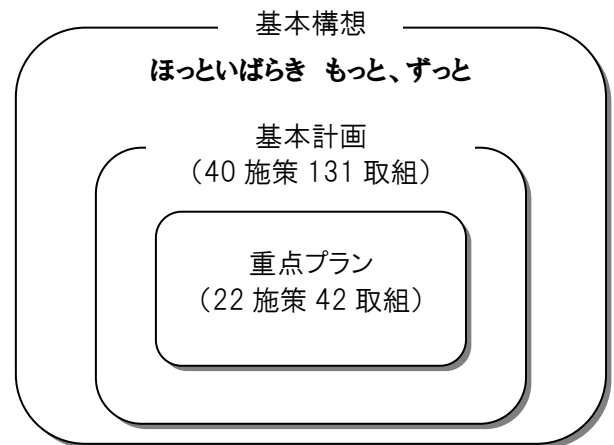 基本構想
ほっといばらき もっと、ずっと
基本計画
（40 施策 131 取組）
重点プラン
（22 施策 42 取組）